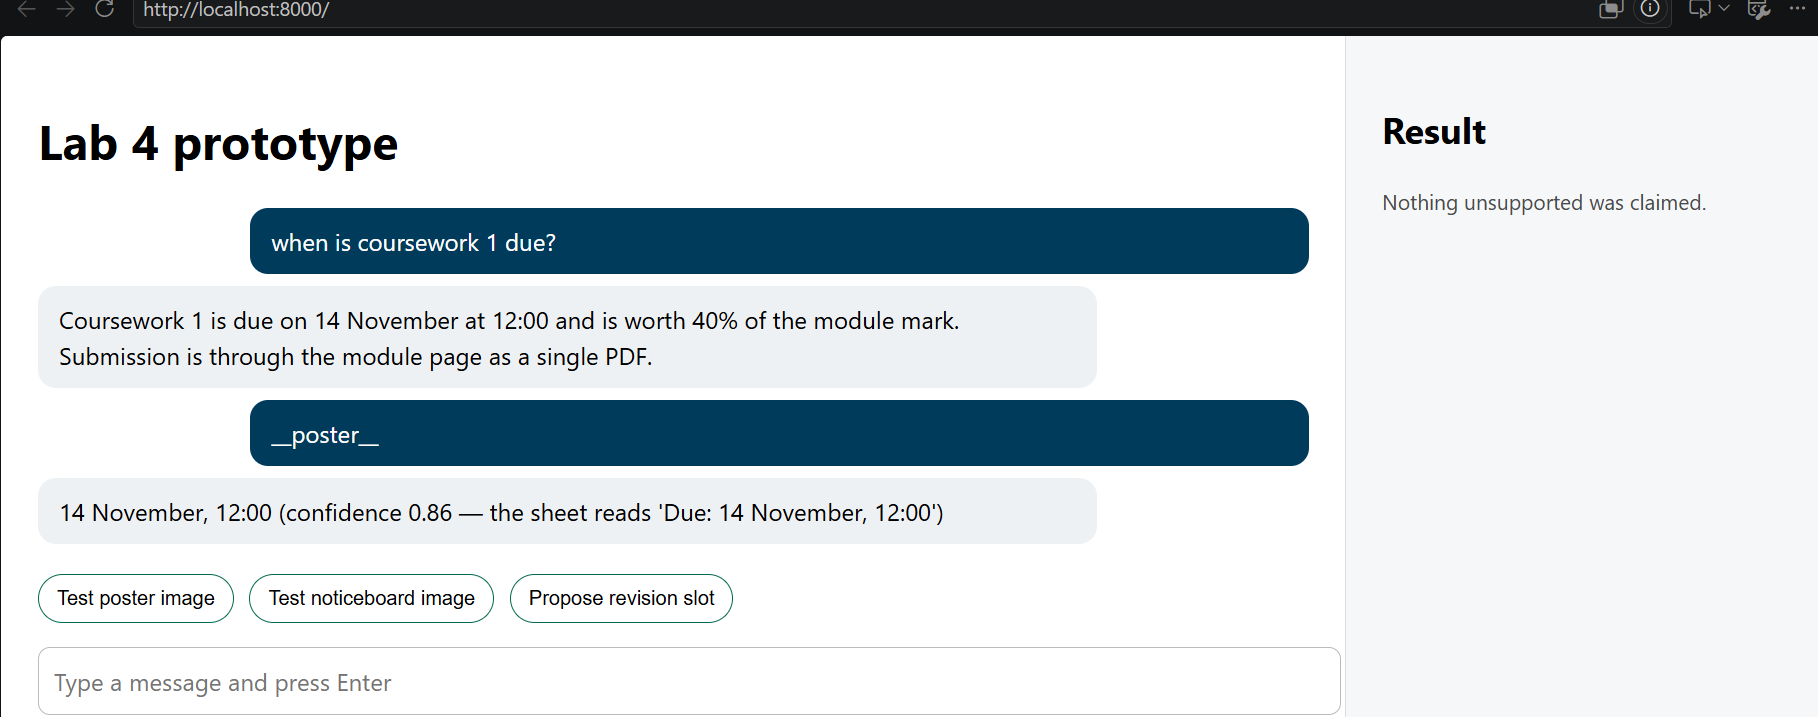 http://localhost:8000/
Lab 4 prototype
when is coursework 1 due?
Coursework 1 is due on 14 November at 12:00 and is worth 40% of the module mark.
Submission is through the module page as a single PDF.
__poster__
14 November, 12:00 (confidence 0.86 — the sheet reads 'Due: 14 November, 12:00')
Test poster image
Test noticeboard image
Propose revision slot
Type a message and press Enter
Result
Nothing unsupported was claimed.